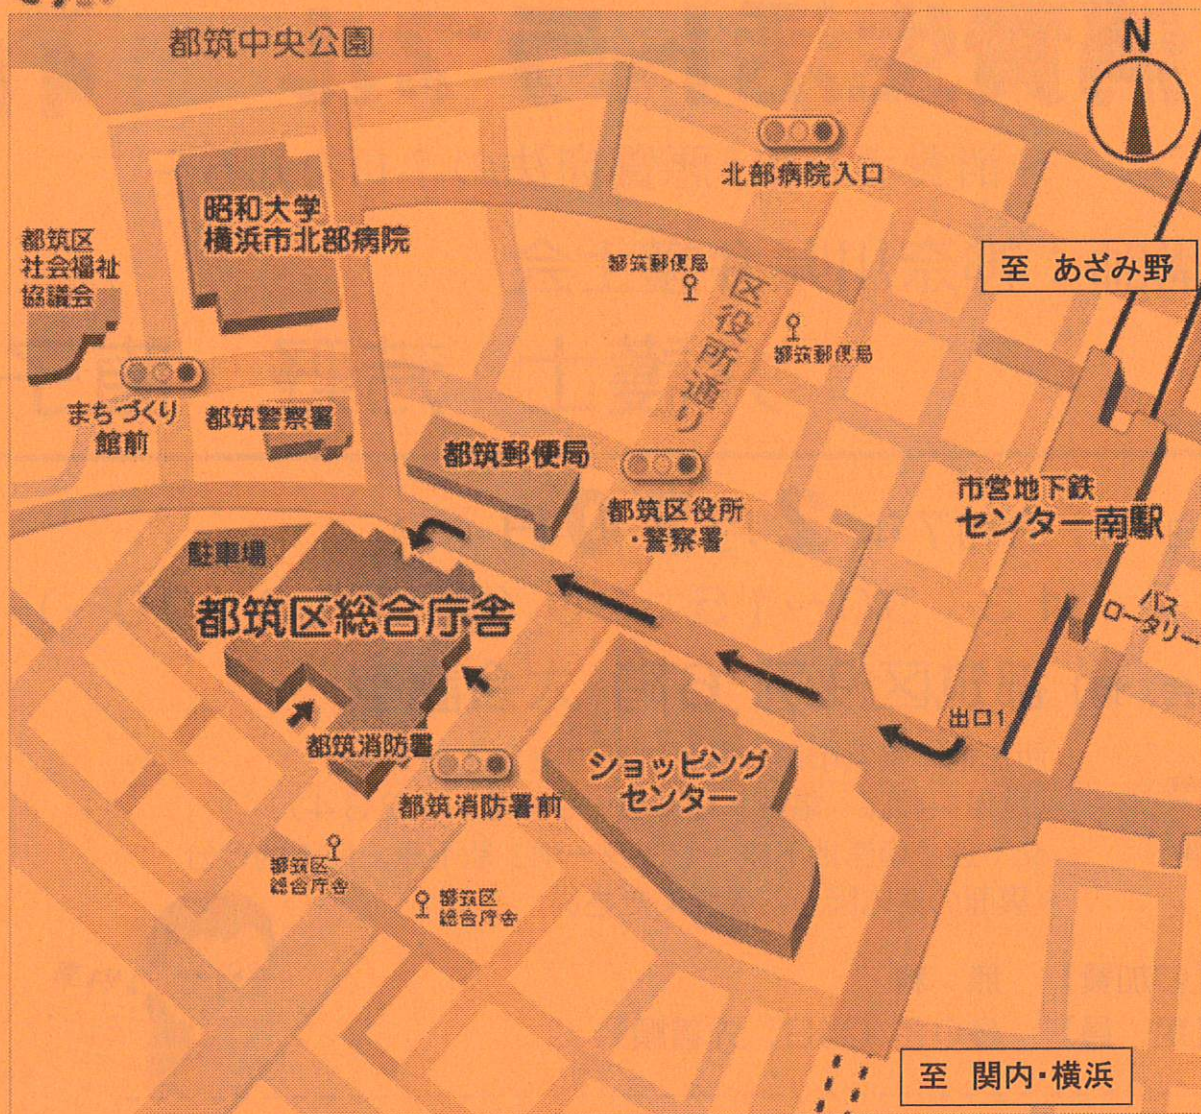 都筑中央公園
N
北部病院入口
昭和大学
横浜市北部病院
都筑区
社会福祉
協議会
都筑郵便局
区役所通り
至 あざみ野
都筑郵便局
まちづくり
館前
都筑警察署
都筑郵便局
都筑区役所
・警察署
市営地下鉄
センター南駅
駐車場
都筑区総合庁舎
バス
ロータリー
出口1
都筑消防署
ショッピング
センター
都筑消防署前
都筑区
総合庁舎
都筑区
総合庁舎
至 関内・横浜